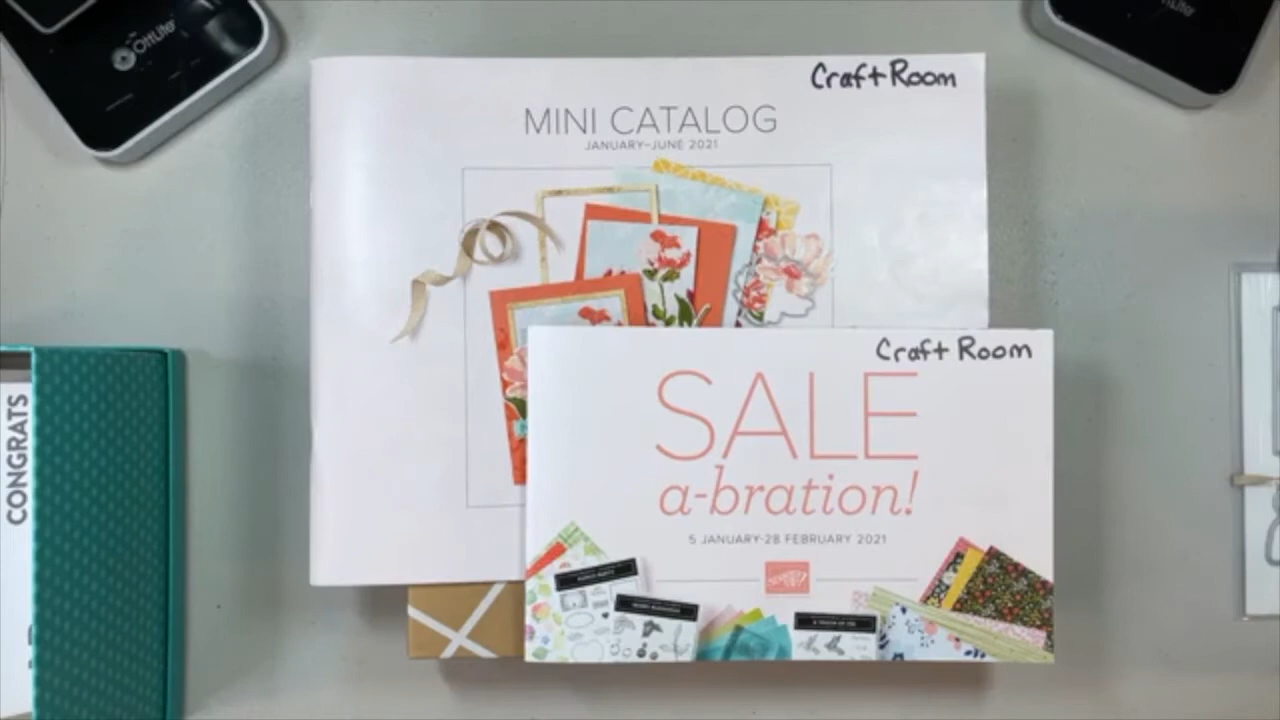 OttLite
Craft Room
MINI CATALOG
JANUARY–JUNE 2021
Craft Room
SALE
a-bration!
5 JANUARY-28 FEBRUARY 2021
CONGRATS